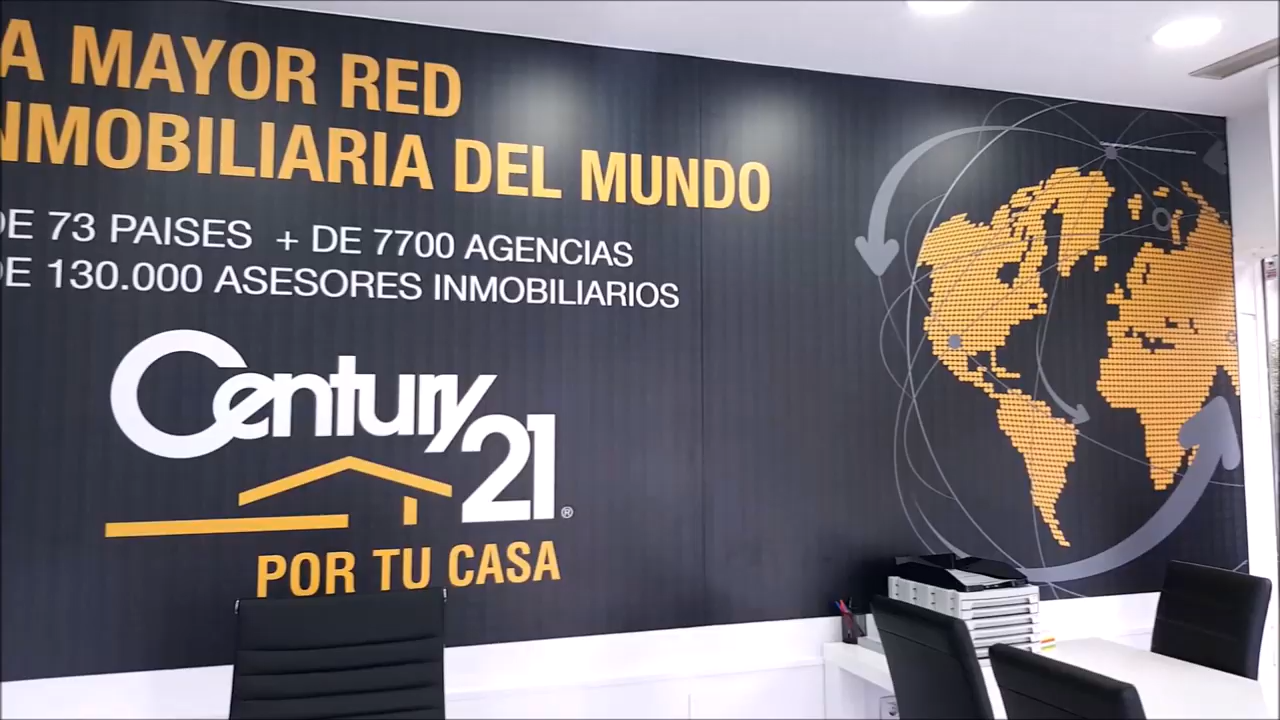 A MAYOR RED
NMOBILIARIA DEL MUNDO
DE 73 PAISES + DE 7700 AGENCIAS
DE 130.000 ASESORES INMOBILIARIOS
Century 21®
POR TU CASA